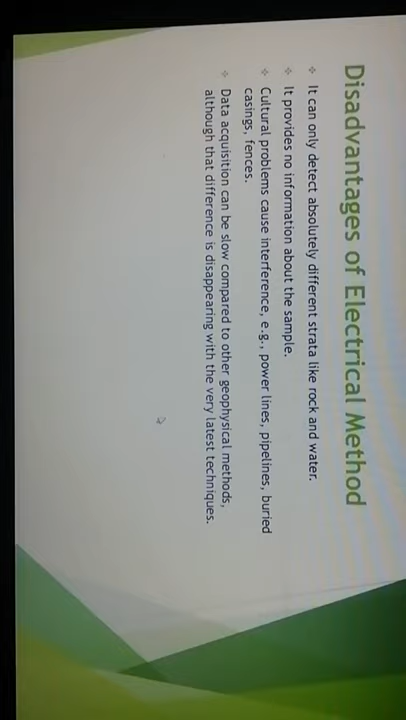 Disadvantages of Electrical Method
It can only detect absolutely different strata like rock and water.
It provides no information about the sample.
Cultural problems cause interference, e.g., power lines, pipelines, buried
casings, fences.
Data acquisition can be slow compared to other geophysical methods,
although that difference is disappearing with the very latest techniques.